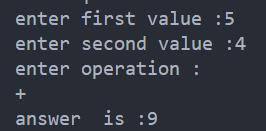 enter first value :5
enter second value :4
enter operation :
+
answer  is :9